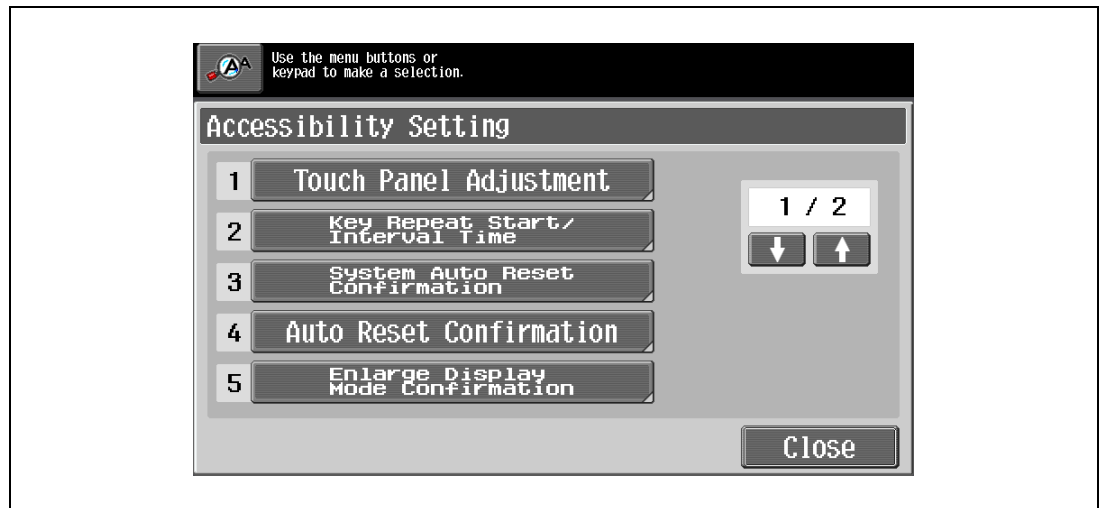 Use the menu buttons or
keypad to make a selection.
Accessibility Setting
1 Touch Panel Adjustment
2 Key Repeat Start/
Interval Time
3 System Auto Reset
Confirmation
4 Auto Reset Confirmation
5 Enlarge Display
Mode Confirmation
1 / 2
Close